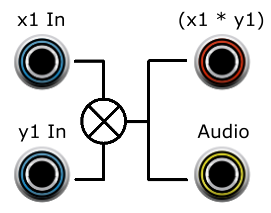 x1 In
(x1 * y1)
y1 In
Audio